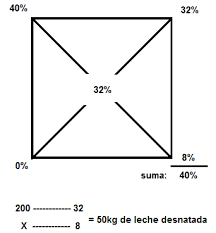 40% 32%
32%
0% 8%
suma: 40%
200 ------------ 32
X ------------ 8
= 50kg de leche desnatada